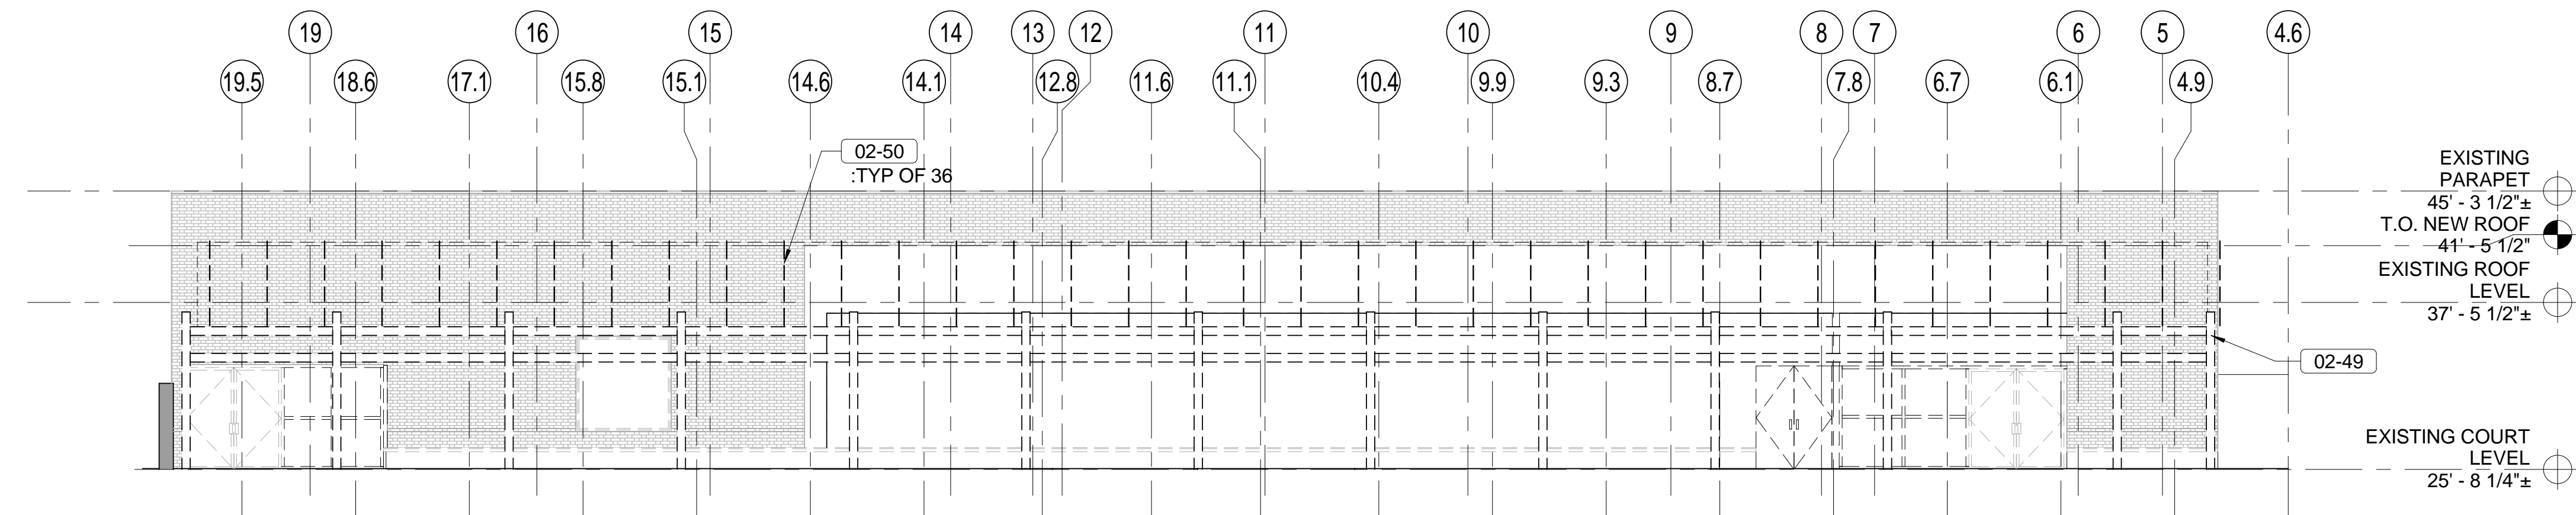 19
16
15
14
13
12
11
10
9
8
7
6
5
4.6
19.5
18.6
17.1
15.8
15.1
14.6
14.1
12.8
11.6
11.1
10.4
9.9
9.3
8.7
7.8
6.7
6.1
4.9
02-50
:TYP OF 36
EXISTING
PARAPET
45' - 3 1/2"±
T.O. NEW ROOF
41' - 5 1/2"
EXISTING ROOF
LEVEL
37' - 5 1/2"±
02-49
EXISTING COURT
LEVEL
25' - 8 1/4"±